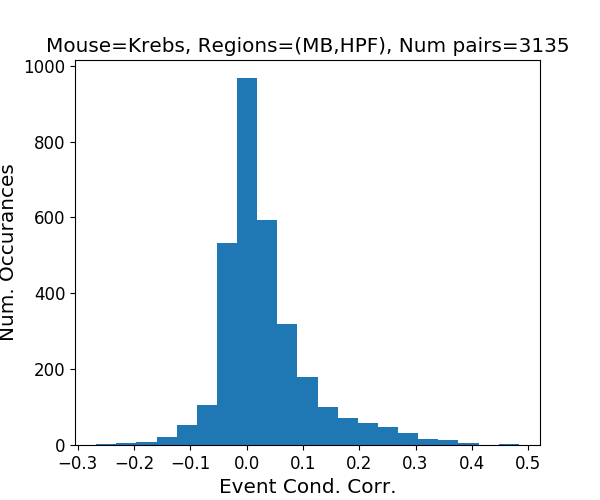 Mouse=Krebs, Regions=(MB,HPF), Num pairs=3135
1000
800
600
400
200
0
Num. Occurances
−0.3 −0.2 −0.1 0.0 0.1 0.2 0.3 0.4 0.5
Event Cond. Corr.